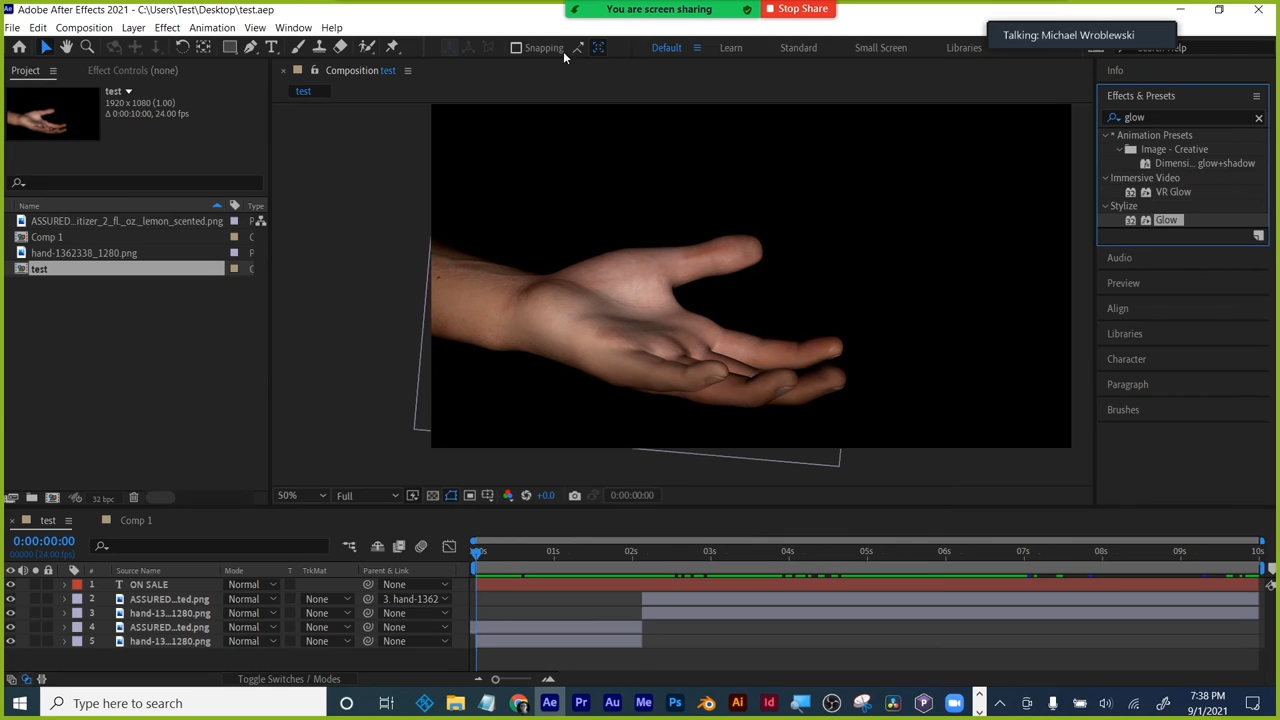 Adobe After Effects 2021 - C:\Users\Test\Desktop\test.aep
You are screen sharing
Stop Share
Talking: Michael Wroblewski
File Edit Composition Layer Effect Animation View Window Help
Snapping
Default
Learn
Standard
Small Screen
Libraries
Project
Effect Controls (none)
Composition test
Info
test
Effects & Presets
test
1920 x 1080 (1.00)
Δ 0:00:10:00, 24.00 fps
glow
* Animation Presets
Image - Creative
Dimensi... glow+shadow
Immersive Video
VR Glow
Stylize
Glow
Name
Type
ASSURED...itizer_2_fl._oz._lemon_scented.png
Comp 1
hand-1362338_1280.png
test
Audio
Preview
Align
Libraries
Character
Paragraph
Brushes
32 bpc
50%
Full
+0.0
0:00:00:00
test
Comp 1
0:00:00:00
00000 (24.00 fps)
01s 02s 03s 04s 05s 06s 07s 08s 09s 10s
# Source Name Mode T TrkMat Parent & Link
1 T ON SALE Normal None
2 ASSURED...ted.png Normal None 3. hand-1362
3 hand-13...1280.png Normal None None
4 ASSURED...ted.png Normal None None
5 hand-13...1280.png Normal None None
Toggle Switches / Modes
Type here to search
7:38 PM
9/1/2021